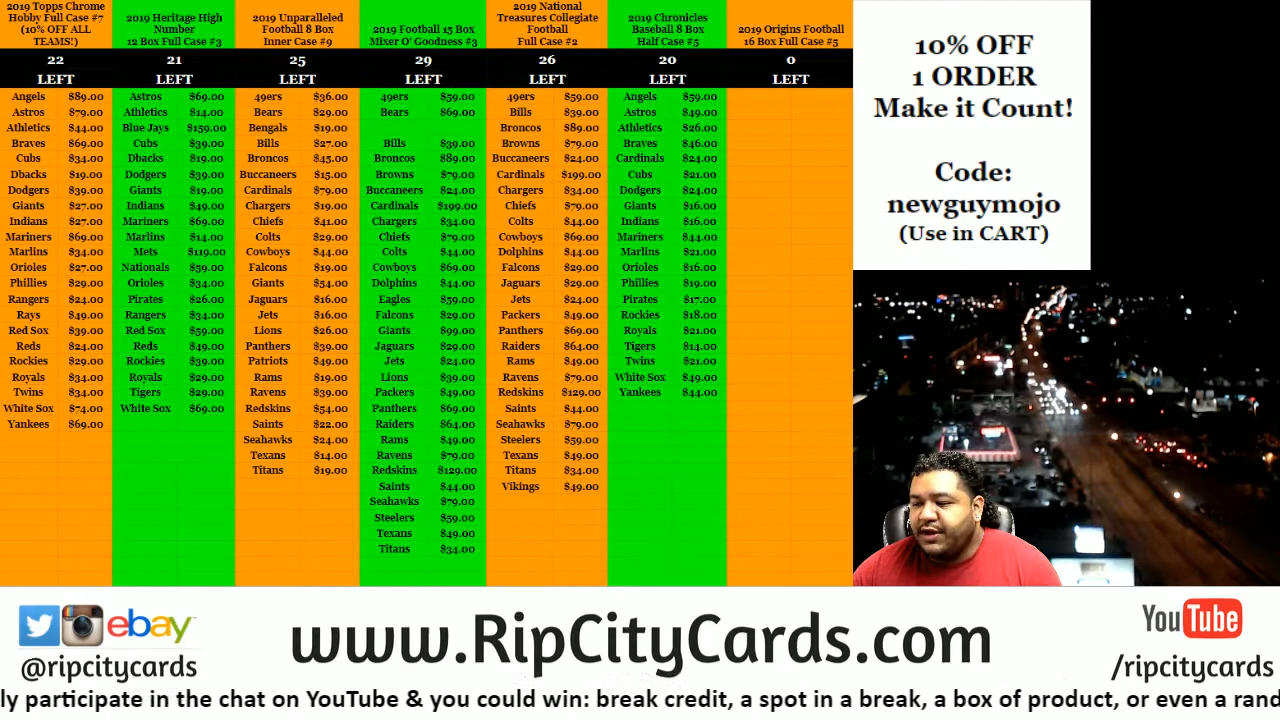 2019 Topps Chrome
Hobby Full Case #7
(10% OFF ALL
TEAMS!)
22
LEFT
Angels $89.00
Astros $79.00
Athletics $44.00
Braves $69.00
Cubs $34.00
Dbacks $19.00
Dodgers $39.00
Giants $27.00
Indians $27.00
Mariners $69.00
Marlins $34.00
Orioles $27.00
Phillies $29.00
Rangers $24.00
Rays $49.00
Red Sox $39.00
Reds $24.00
Rockies $29.00
Royals $34.00
Twins $34.00
White Sox $74.00
Yankees $69.00
2019 Heritage High
Number
12 Box Full Case #3
21
LEFT
Astros $69.00
Athletics $14.00
Blue Jays $159.00
Cubs $39.00
Dbacks $19.00
Dodgers $39.00
Giants $19.00
Indians $49.00
Mariners $69.00
Marlins $14.00
Mets $119.00
Nationals $59.00
Orioles $34.00
Pirates $26.00
Rangers $34.00
Red Sox $59.00
Reds $49.00
Rockies $39.00
Royals $29.00
Tigers $29.00
White Sox $69.00
2019 Unparalleled
Football 8 Box
Inner Case #9
25
LEFT
49ers $36.00
Bears $29.00
Bengals $19.00
Bills $27.00
Broncos $45.00
Buccaneers $15.00
Cardinals $79.00
Chargers $19.00
Chiefs $41.00
Colts $29.00
Cowboys $44.00
Falcons $19.00
Giants $54.00
Jaguars $16.00
Jets $16.00
Lions $26.00
Panthers $39.00
Patriots $49.00
Rams $19.00
Ravens $39.00
Redskins $54.00
Saints $22.00
Seahawks $24.00
Texans $14.00
Titans $19.00
2019 Football 15 Box
Mixer O' Goodness #3
29
LEFT
49ers $59.00
Bears $69.00
Bills $39.00
Broncos $89.00
Browns $79.00
Buccaneers $24.00
Cardinals $199.00
Chargers $34.00
Chiefs $79.00
Colts $44.00
Cowboys $69.00
Dolphins $44.00
Eagles $59.00
Falcons $29.00
Giants $99.00
Jaguars $29.00
Jets $24.00
Lions $39.00
Packers $49.00
Panthers $69.00
Raiders $64.00
Rams $49.00
Ravens $79.00
Redskins $129.00
Saints $44.00
Seahawks $79.00
Steelers $59.00
Texans $49.00
Titans $34.00
2019 National
Treasures Collegiate
Football
Full Case #2
26
LEFT
49ers $59.00
Bills $39.00
Broncos $89.00
Browns $79.00
Buccaneers $24.00
Cardinals $199.00
Chargers $34.00
Chiefs $79.00
Colts $44.00
Cowboys $69.00
Dolphins $44.00
Falcons $29.00
Jaguars $29.00
Jets $24.00
Packers $49.00
Panthers $69.00
Raiders $64.00
Rams $49.00
Ravens $79.00
Redskins $129.00
Saints $44.00
Seahawks $79.00
Steelers $59.00
Texans $49.00
Titans $34.00
Vikings $49.00
2019 Chronicles
Baseball 8 Box
Half Case #5
20
LEFT
Angels $59.00
Astros $49.00
Athletics $26.00
Braves $46.00
Cardinals $24.00
Cubs $21.00
Dodgers $24.00
Giants $16.00
Indians $16.00
Mariners $44.00
Marlins $21.00
Orioles $16.00
Phillies $19.00
Pirates $17.00
Rockies $18.00
Royals $21.00
Tigers $14.00
Twins $21.00
White Sox $49.00
Yankees $44.00
2019 Origins Football
16 Box Full Case #5
0
LEFT
10% OFF
1 ORDER
Make it Count!
Code:
newguymojo
(Use in CART)
ebay
@ripcitycards
www.RipCityCards.com
YouTube
/ripcitycards
ly participate in the chat on YouTube & you could win: break credit, a spot in a break, a box of product, or even a rand